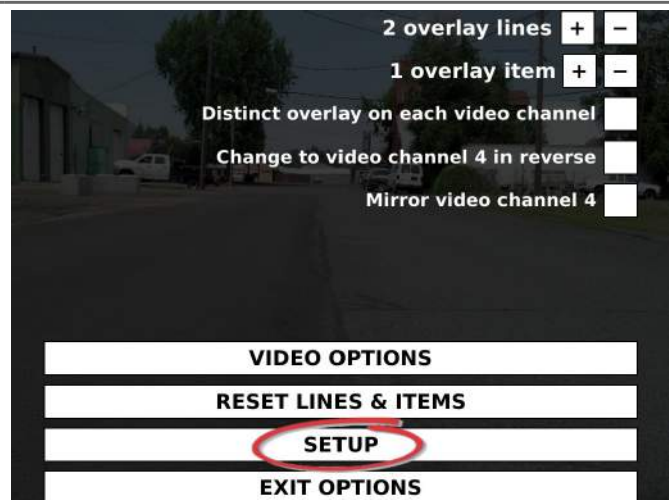 2 overlay lines + −
1 overlay item + −
Distinct overlay on each video channel
Change to video channel 4 in reverse
Mirror video channel 4
VIDEO OPTIONS
RESET LINES & ITEMS
SETUP
EXIT OPTIONS